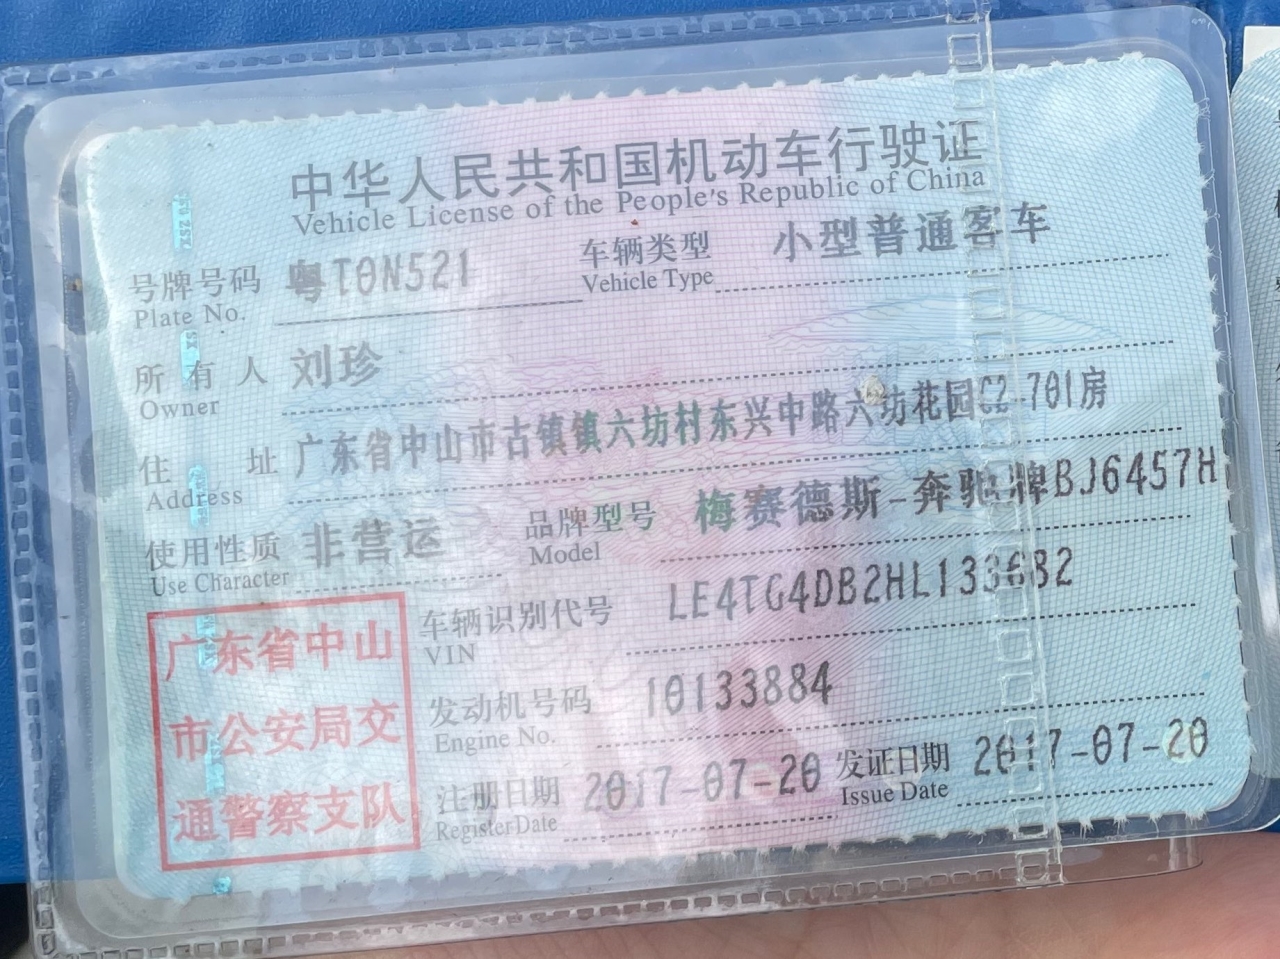 中华人民共和国机动车行驶证
Vehicle License of the People's Republic of China
号牌号码 粤T0N521 车辆类型 小型普通客车
Plate No. Vehicle Type
所有人 刘珍
Owner
住址 广东省中山市古镇镇六坊村东兴中路六坊花园C2-701房
Address
使用性质 非营运 品牌型号 梅赛德斯-奔驰牌BJ6457H
Use Character Model
车辆识别代号 LE4TG4DB2HL133682
VIN
发动机号码 10133884
Engine No.
注册日期 2017-07-20 发证日期 2017-07-20
Register Date Issue Date
广东省中山
市公安局交
通警察支队